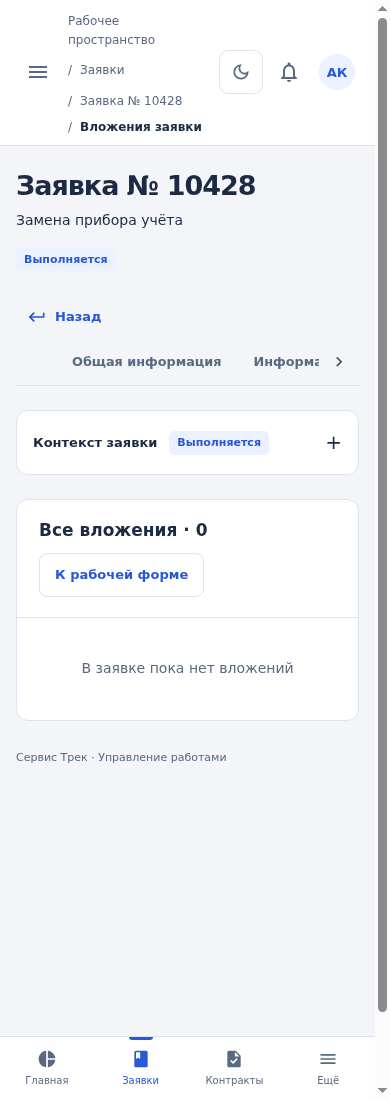 Рабочее
пространство
/ Заявки
/ Заявка № 10428
/ Вложения заявки
АК
Заявка № 10428
Замена прибора учёта
Выполняется
Назад
Общая информация
Информа
Контекст заявки
Выполняется
+
Все вложения · 0
К рабочей форме
В заявке пока нет вложений
Сервис Трек · Управление работами
Главная
Заявки
Контракты
Ещё